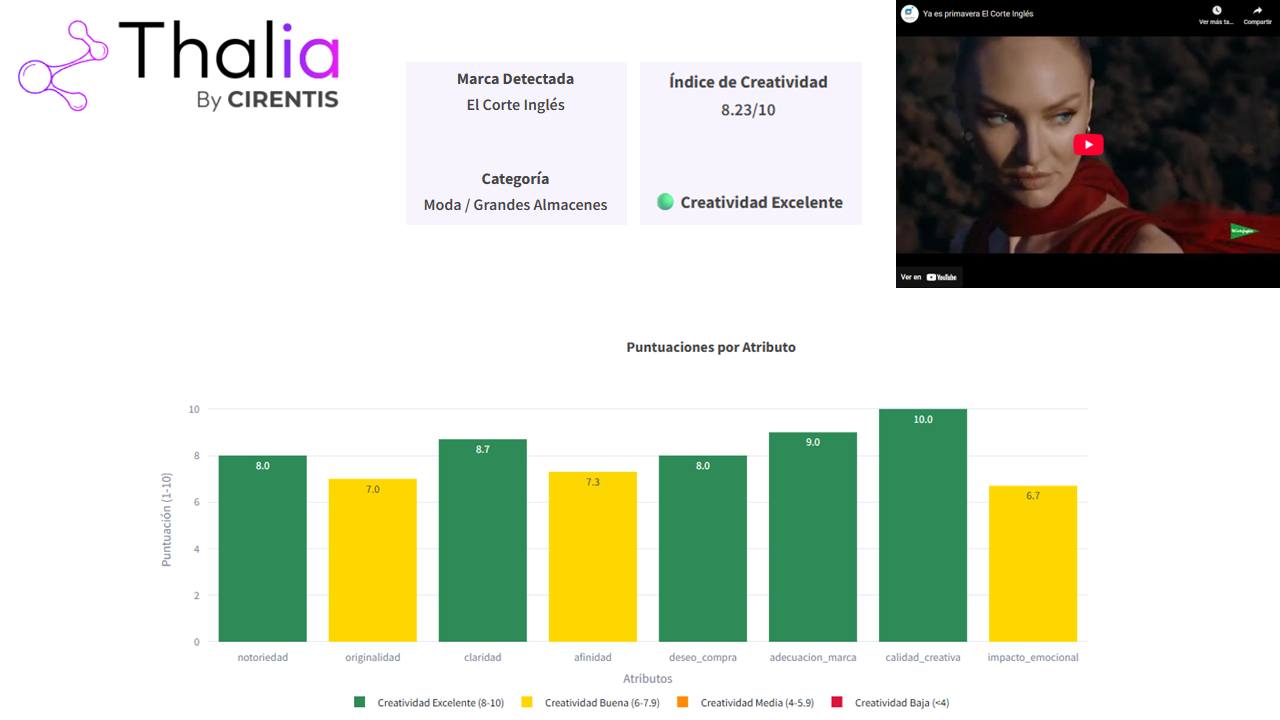 Thalia
By CIRENTIS
Marca Detectada
El Corte Inglés
Categoría
Moda / Grandes Almacenes
Índice de Creatividad
8.23/10
Creatividad Excelente
Ya es primavera El Corte Inglés
Ver más ta...
Compartir
El Corte Inglés
Ver en YouTube
Puntuaciones por Atributo
Puntuación (1-10)
10
8
6
4
2
0
8.0
7.0
8.7
7.3
8.0
9.0
10.0
6.7
notoriedad
originalidad
claridad
afinidad
deseo_compra
adecuacion_marca
calidad_creativa
impacto_emocional
Atributos
Creatividad Excelente (8-10)
Creatividad Buena (6-7.9)
Creatividad Media (4-5.9)
Creatividad Baja (<4)